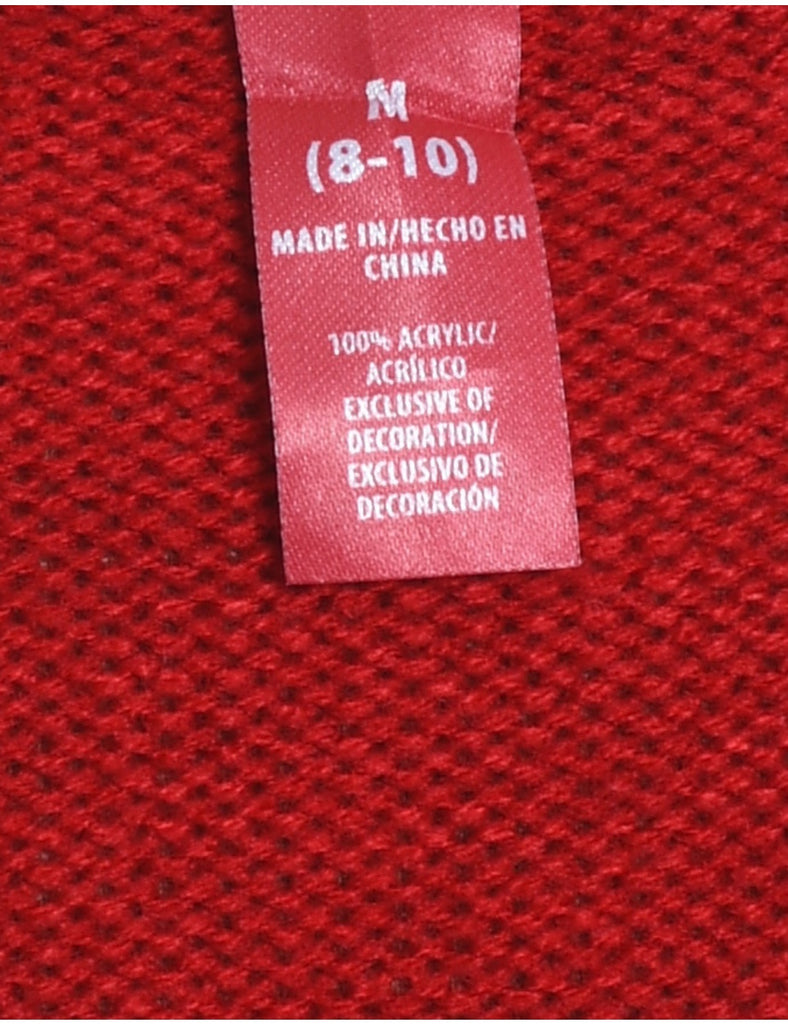 M
(8-10)
MADE IN/HECHO EN
CHINA
100% ACRYLIC/
ACRÍLICO
EXCLUSIVE OF
DECORATION/
EXCLUSIVO DE
DECORACIÓN